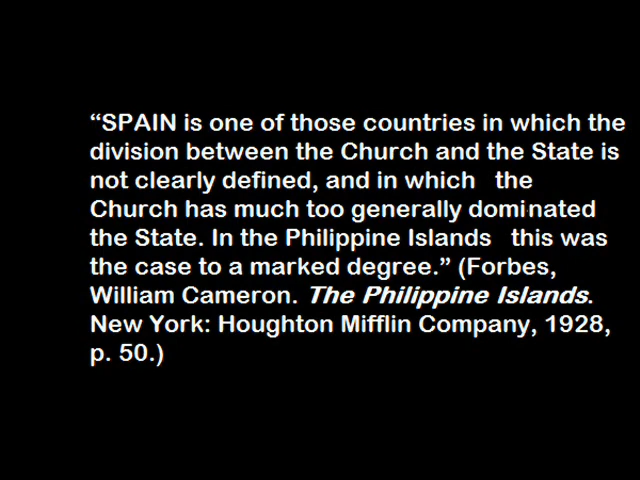 “SPAIN is one of those countries in which the
division between the Church and the State is
not clearly defined, and in which the
Church has much too generally dominated
the State. In the Philippine Islands this was
the case to a marked degree.” (Forbes,
William Cameron. The Philippine Islands.
New York: Houghton Mifflin Company, 1928,
p. 50.)